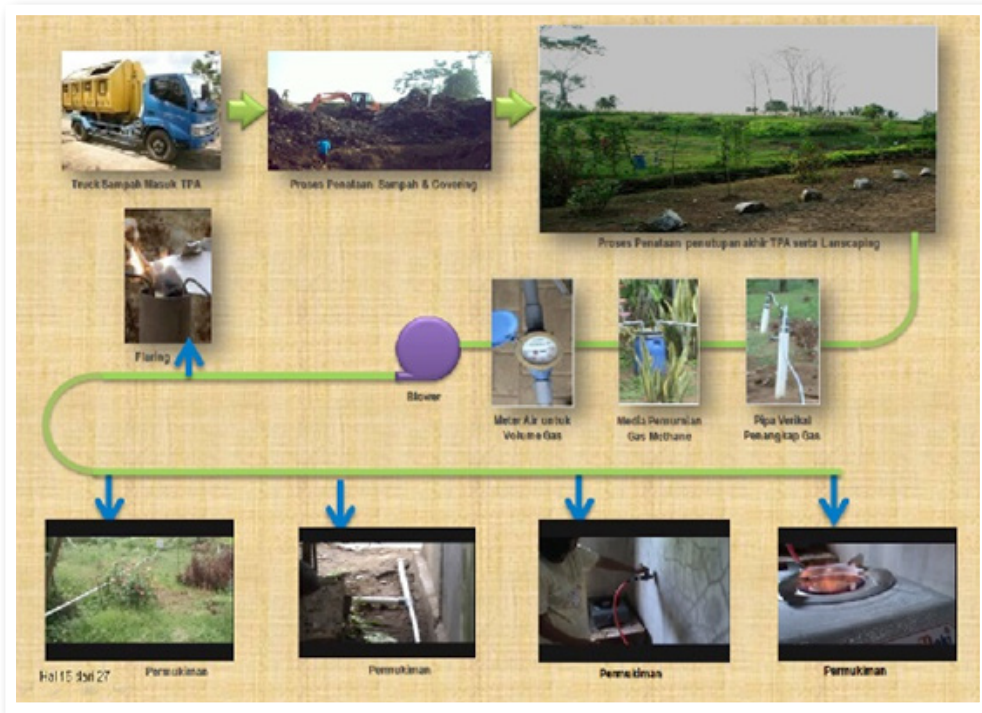 Truck Sampah Masuk TPA
Proses Penataan Sampah & Covering
Proses Penataan penutupan akhir TPA serta Lanscaping
Flaring
Blower
Meter Air untuk
Volume Gas
Media Pemurnian
Gas Methane
Pipa Verikal
Penangkap Gas
Permukiman
Permukiman
Permukiman
Permukiman
Hal 15 dari 27